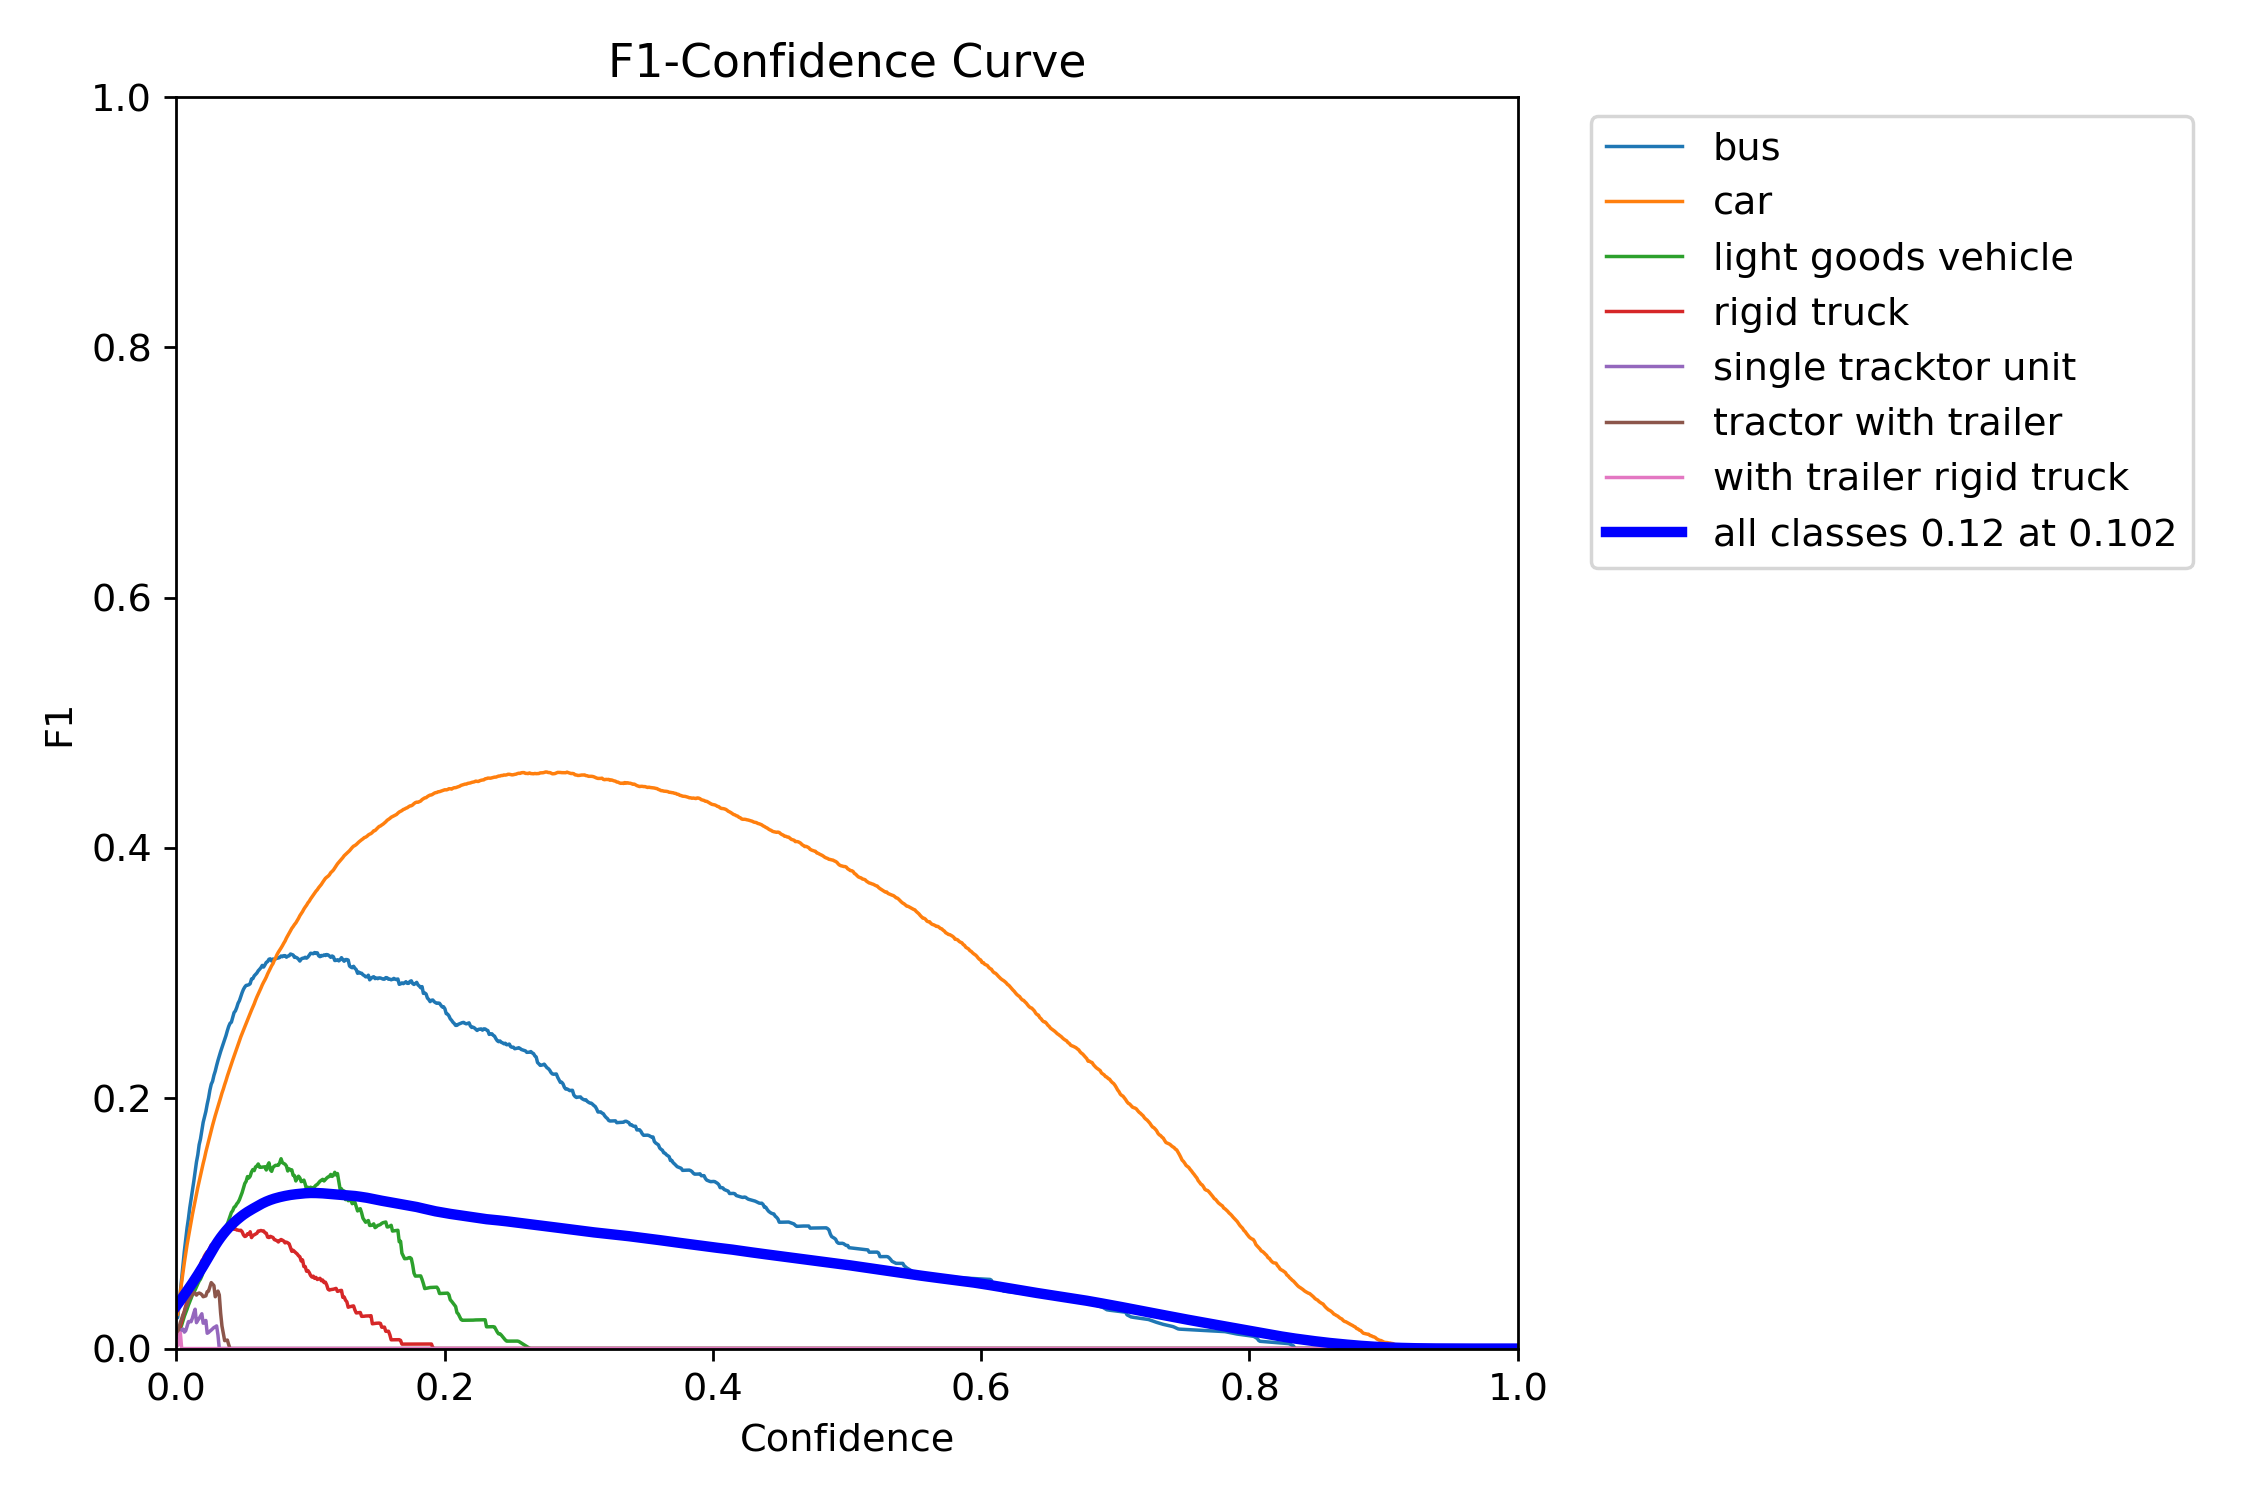 F1-Confidence Curve
1.0
0.8
0.6
0.4
0.2
0.0
F1
0.0 0.2 0.4 0.6 0.8 1.0
Confidence
bus
car
light goods vehicle
rigid truck
single tracktor unit
tractor with trailer
with trailer rigid truck
all classes 0.12 at 0.102